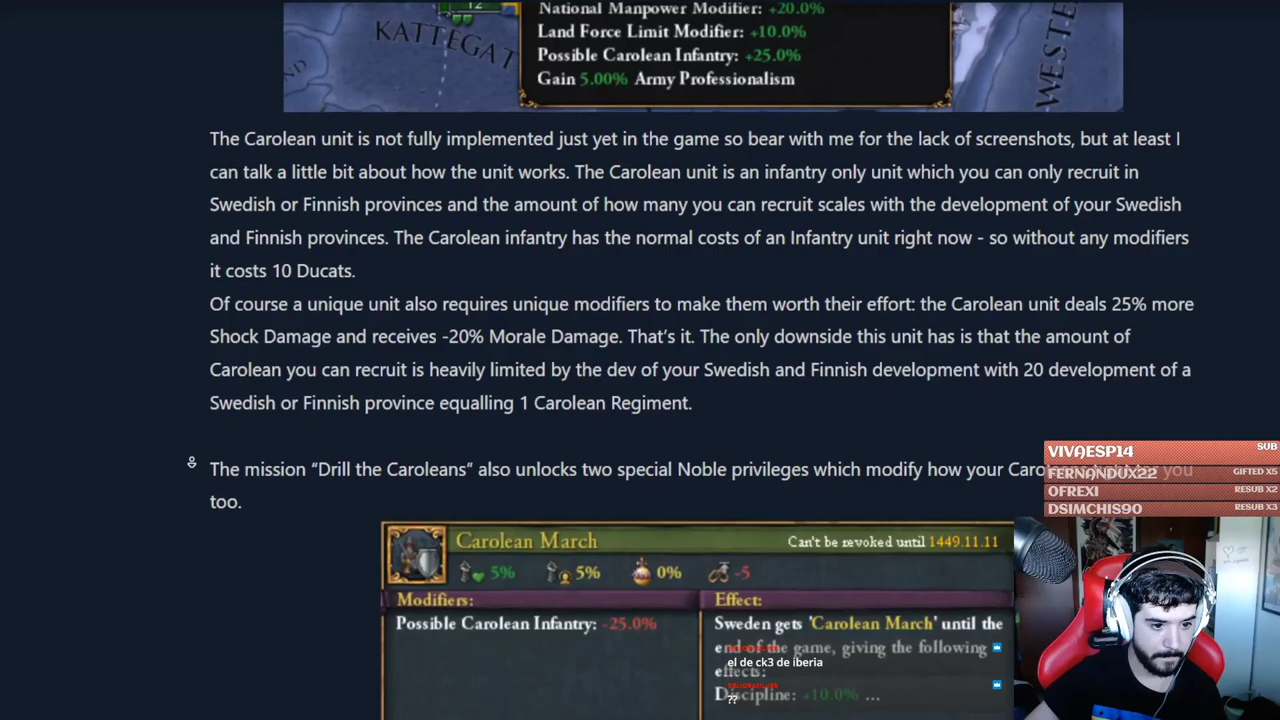 12
KATTEGAT
WESTE
National Manpower Modifier: +20.0%
Land Force Limit Modifier: +10.0%
Possible Carolean Infantry: +25.0%
Gain 5.00% Army Professionalism
The Carolean unit is not fully implemented just yet in the game so bear with me for the lack of screenshots, but at least I
can talk a little bit about how the unit works. The Carolean unit is an infantry only unit which you can only recruit in
Swedish or Finnish provinces and the amount of how many you can recruit scales with the development of your Swedish
and Finnish provinces. The Carolean infantry has the normal costs of an Infantry unit right now - so without any modifiers
it costs 10 Ducats.
Of course a unique unit also requires unique modifiers to make them worth their effort: the Carolean unit deals 25% more
Shock Damage and receives -20% Morale Damage. That’s it. The only downside this unit has is that the amount of
Carolean you can recruit is heavily limited by the dev of your Swedish and Finnish development with 20 development of a
Swedish or Finnish province equalling 1 Carolean Regiment.
The mission “Drill the Caroleans” also unlocks two special Noble privileges which modify how your Caro you
too.
VIVAESP14 SUB
FERNANDUX22 GIFTED X5
OFREXI RESUB X2
DSIMCHIS90 RESUB X3
Carolean March Can't be revoked until 1449.11.11
5% 5% 0% -5
Modifiers: Effect:
Possible Carolean Infantry: -25.0%
Sweden gets 'Carolean March' until the
end of the game, giving the following
effects:
Discipline: +10.0% ...
el de ck3 de iberia
??